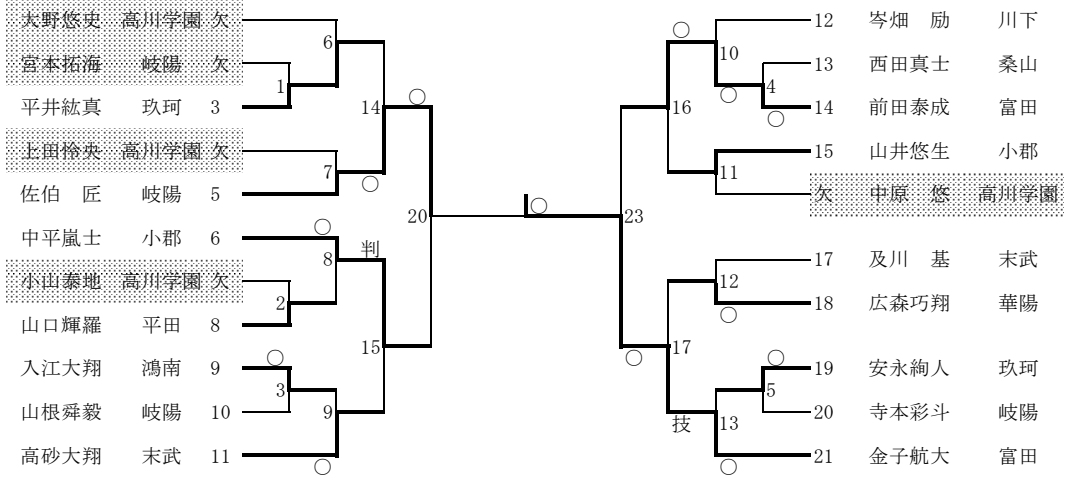 大野悠史 高川学園 欠
宮本拓海 岐陽 欠
平井紘真 玖珂 3
上田怜央 高川学園 欠
佐伯 匠 岐陽 5
中平嵐士 小郡 6
小山泰地 高川学園 欠
山口輝羅 平田 8
入江大翔 鴻南 9
山根舜毅 岐陽 10
高砂大翔 末武 11
1
6
14
○
7
○
20
○
8
判
2
15
○
3
9
○
○
23
○
10
○
4
○
16
11
12
○
17
○
○
5
技
13
○
12 岑畑 励 川下
13 西田真士 桑山
14 前田泰成 富田
15 山井悠生 小郡
欠 中原 悠 高川学園
17 及川 基 末武
18 広森巧翔 華陽
19 安永絢人 玖珂
20 寺本彩斗 岐陽
21 金子航大 富田